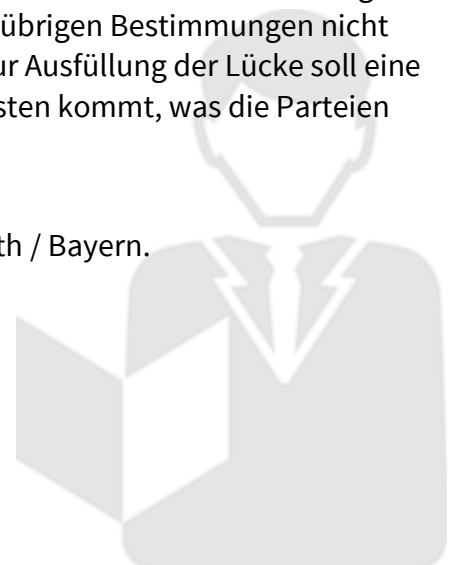 übrigen Bestimmungen nicht
ur Ausfüllung der Lücke soll eine
sten kommt, was die Parteien
th / Bayern.